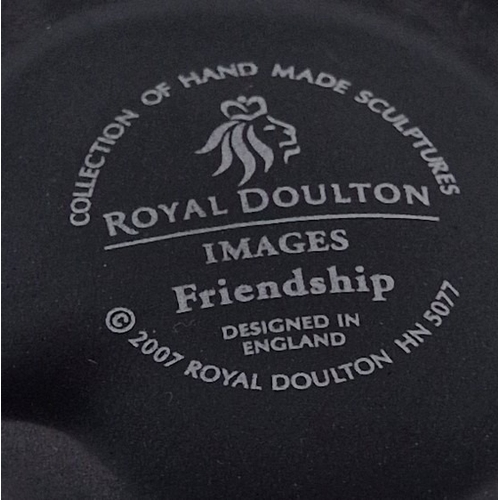 COLLECTION OF HAND MADE SCULPTURES
ROYAL DOULTON
IMAGES
Friendship
DESIGNED IN
ENGLAND
© 2007 ROYAL DOULTON HN 5077